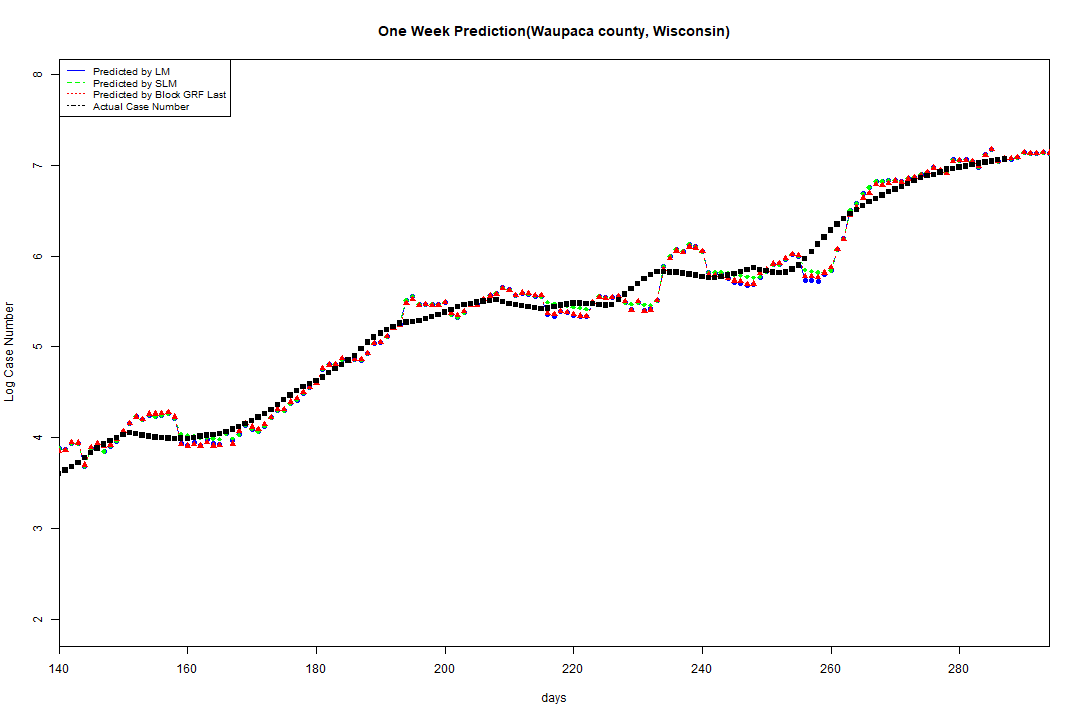 One Week Prediction(Waupaca county, Wisconsin)
Predicted by LM
Predicted by SLM
Predicted by Block GRF Last
Actual Case Number
8
7
6
5
4
3
2
Log Case Number
140 160 180 200 220 240 260 280
days